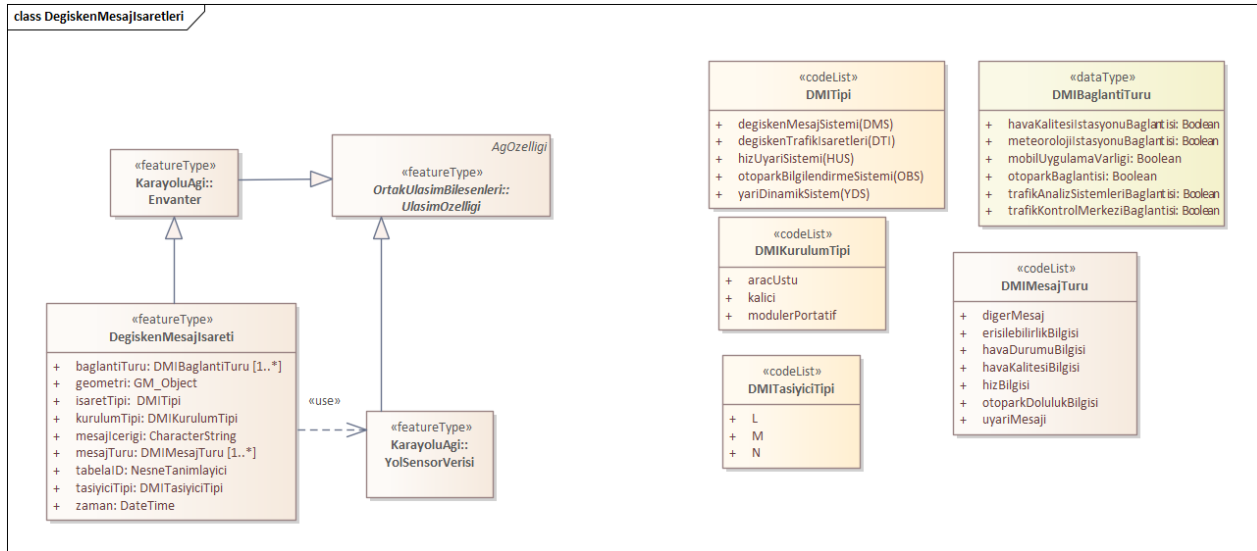 class DegiskenMesajIsaretleri
«featureType»
KarayoluAgi::
Envanter
AgOzelligi
«featureType»
OrtakUlasimBilesenleri::
UlasimOzelligi
«featureType»
DegiskenMesajIsareti
+ baglantiTuru: DMIBaglantiTuru [1..*]
+ geometri: GM_Object
+ isaretTipi: DMITipi
+ kurulumTipi: DMIKurulumTipi
+ mesajIcerigi: CharacterString
+ mesajTuru: DMIMesajTuru [1..*]
+ tabelaID: NesneTanimlayici
+ tasiyiciTipi: DMITasiyiciTipi
+ zaman: DateTime
«use»
«featureType»
KarayoluAgi::
YolSensorVerisi
«codeList»
DMITipi
+ degiskenMesajSistemi(DMS)
+ degiskenTrafikIsaretleri(DTI)
+ hizUyariSistemi(HUS)
+ otoparkBilgilendirmeSistemi(OBS)
+ yariDinamikSistem(YDS)
«dataType»
DMIBaglantiTuru
+ havaKalitesiIstasyonuBaglantisi: Boolean
+ meteorolojiIstasyonuBaglantisi: Boolean
+ mobilUygulamaVarligi: Boolean
+ otoparkBaglantisi: Boolean
+ trafikAnalizSistemleriBaglantisi: Boolean
+ trafikKontrolMerkeziBaglantisi: Boolean
«codeList»
DMIKurulumTipi
+ aracUstu
+ kalici
+ modulerPortatif
«codeList»
DMIMesajTuru
+ digerMesaj
+ erisilebilirlikBilgisi
+ havaDurumuBilgisi
+ havaKalitesiBilgisi
+ hizBilgisi
+ otoparkDolulukBilgisi
+ uyariMesaji
«codeList»
DMITasiyiciTipi
+ L
+ M
+ N